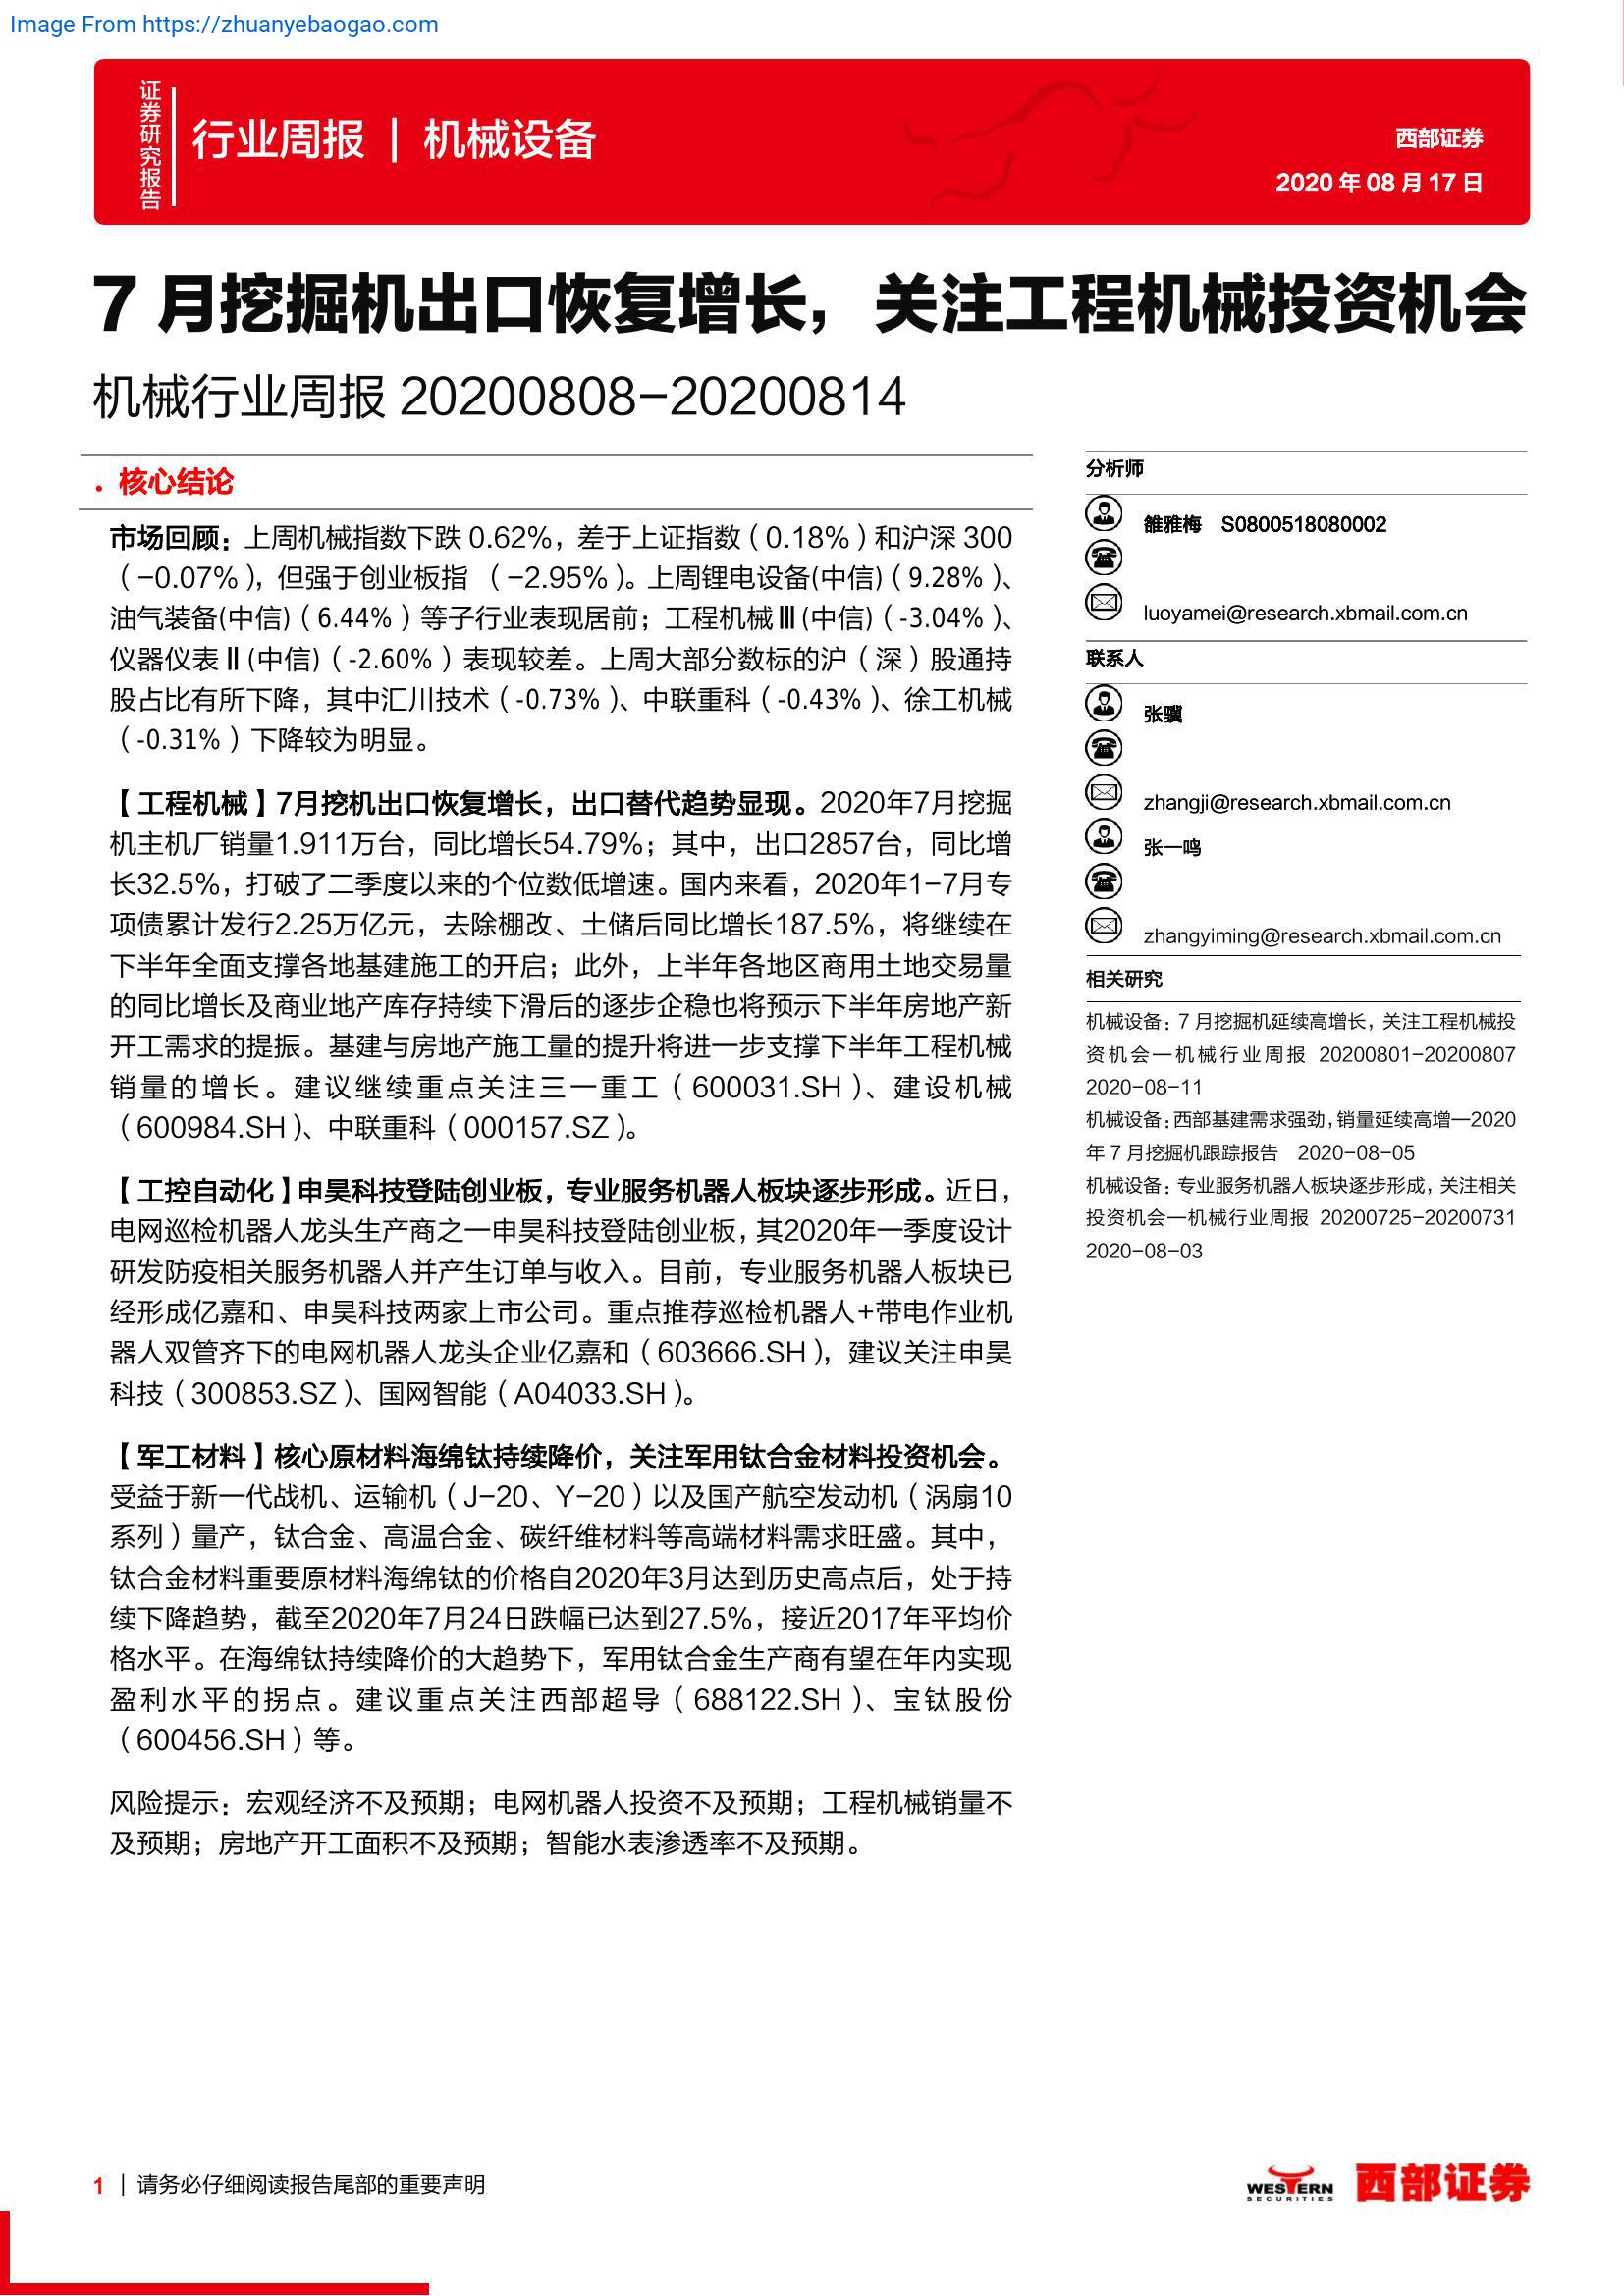 Image From https://zhuanyebaogao.com
证券研究报告
行业周报 | 机械设备
西部证券
2020 年 08 月 17 日
7 月挖掘机出口恢复增长，关注工程机械投资机会
机械行业周报 20200808-20200814
• 核心结论
市场回顾：上周机械指数下跌 0.62%，差于上证指数（0.18%）和沪深 300
（-0.07%），但强于创业板指 （-2.95%）。上周锂电设备(中信)（9.28%）、
油气装备(中信)（6.44%）等子行业表现居前；工程机械Ⅲ(中信)（-3.04%）、
仪器仪表Ⅱ(中信)（-2.60%）表现较差。上周大部分数标的沪（深）股通持
股占比有所下降，其中汇川技术（-0.73%）、中联重科（-0.43%）、徐工机械
（-0.31%）下降较为明显。
【工程机械】7月挖机出口恢复增长，出口替代趋势显现。2020年7月挖掘
机主机厂销量1.911万台，同比增长54.79%；其中，出口2857台，同比增
长32.5%，打破了二季度以来的个位数低增速。国内来看，2020年1-7月专
项债累计发行2.25万亿元，去除棚改、土储后同比增长187.5%，将继续在
下半年全面支撑各地基建施工的开启；此外，上半年各地区商用土地交易量
的同比增长及商业地产库存持续下滑后的逐步企稳也将预示下半年房地产新
开工需求的提振。基建与房地产施工量的提升将进一步支撑下半年工程机械
销量的增长。建议继续重点关注三一重工（600031.SH）、建设机械
（600984.SH）、中联重科（000157.SZ）。
【工控自动化】申昊科技登陆创业板，专业服务机器人板块逐步形成。近日，
电网巡检机器人龙头生产商之一申昊科技登陆创业板，其2020年一季度设计
研发防疫相关服务机器人并产生订单与收入。目前，专业服务机器人板块已
经形成亿嘉和、申昊科技两家上市公司。重点推荐巡检机器人+带电作业机
器人双管齐下的电网机器人龙头企业亿嘉和（603666.SH），建议关注申昊
科技（300853.SZ）、国网智能（A04033.SH）。
【军工材料】核心原材料海绵钛持续降价，关注军用钛合金材料投资机会。
受益于新一代战机、运输机（J-20、Y-20）以及国产航空发动机（涡扇10
系列）量产，钛合金、高温合金、碳纤维材料等高端材料需求旺盛。其中，
钛合金材料重要原材料海绵钛的价格自2020年3月达到历史高点后，处于持
续下降趋势，截至2020年7月24日跌幅已达到27.5%，接近2017年平均价
格水平。在海绵钛持续降价的大趋势下，军用钛合金生产商有望在年内实现
盈利水平的拐点。建议重点关注西部超导（688122.SH）、宝钛股份
（600456.SH）等。
风险提示：宏观经济不及预期；电网机器人投资不及预期；工程机械销量不
及预期；房地产开工面积不及预期；智能水表渗透率不及预期。
分析师
雒雅梅 S0800518080002
luoyamei@research.xbmail.com.cn
联系人
张骥
zhangji@research.xbmail.com.cn
张一鸣
zhangyiming@research.xbmail.com.cn
相关研究
机械设备：7 月挖掘机延续高增长，关注工程机械投
资机会—机械行业周报 20200801-20200807
2020-08-11
机械设备：西部基建需求强劲，销量延续高增—2020
年 7 月挖掘机跟踪报告 2020-08-05
机械设备：专业服务机器人板块逐步形成，关注相关
投资机会—机械行业周报 20200725-20200731
2020-08-03
1 | 请务必仔细阅读报告尾部的重要声明
WESTERN
SECURITIES
西部证券